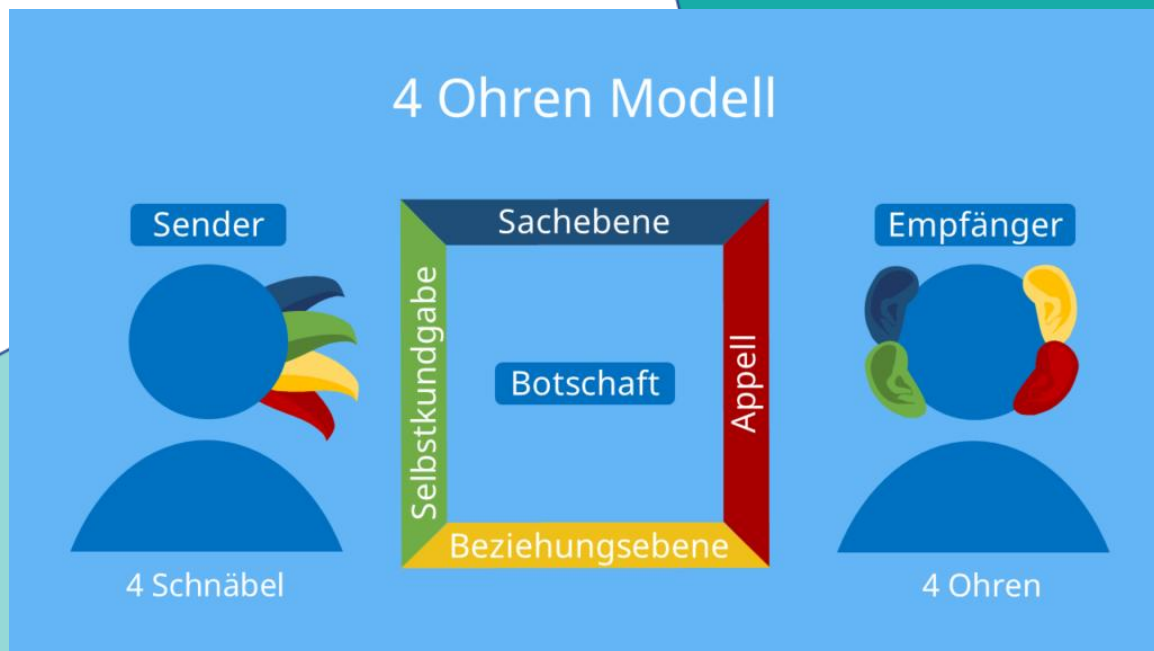 4 Ohren Modell
Sender
Sachebene
Empfänger
Selbstkundgabe
Botschaft
Appell
Beziehungsebene
4 Schnäbel
4 Ohren